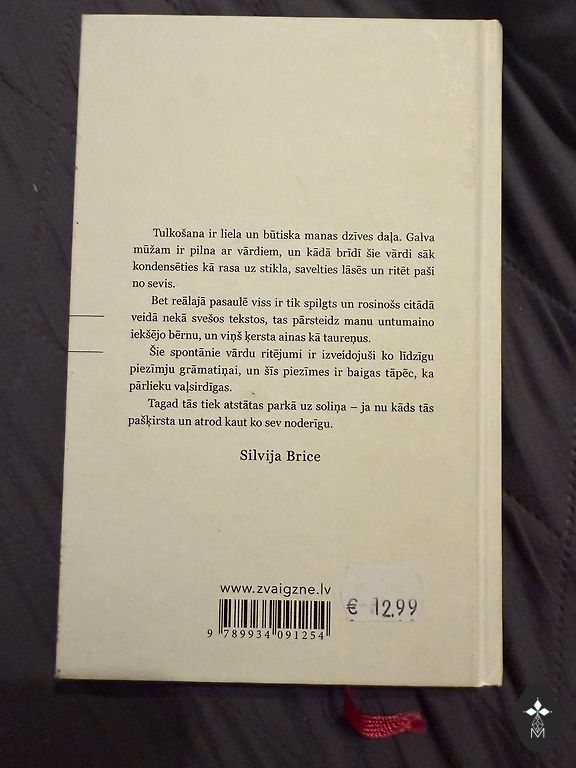 Tulkošana ir liela un būtiska manas dzīves daļa. Galva
mūžam ir pilna ar vārdiem, un kādā brīdī šie vārdi sāk
kondensēties kā rasa uz stikla, savelties lāsēs un ritēt paši
no sevis.
Bet reālajā pasaulē viss ir tik spilgts un rosinošs citādā
veidā nekā svešos tekstos, tas pārsteidz manu untumaino
iekšējo bērnu, un viņš ķersta ainas kā taureņus.
Šie spontānie vārdu ritējumi ir izveidojuši ko līdzīgu
piezīmju grāmatiņai, un šīs piezīmes ir baigas tāpēc, ka
pārlieku vaļsirdīgas.
Tagad tās tiek atstātas parkā uz soliņa – ja nu kāds tās
pašķirsta un atrod kaut ko sev noderīgu.
Silvija Brice
www.zvaigzne.lv
€ 12,99
9 789934 091254
M